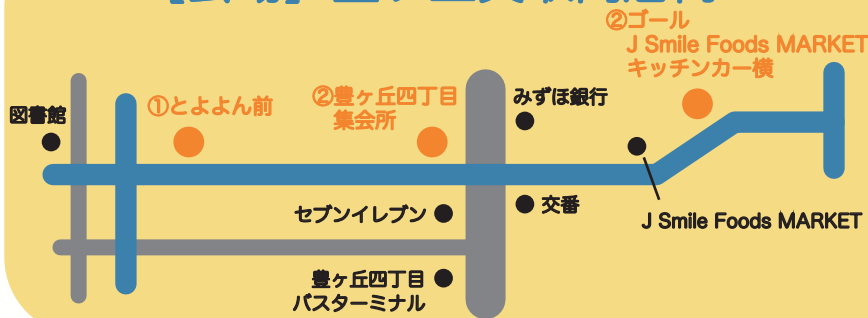 ②ゴール
J Smile Foods MARKET
キッチンカー横
図書館
①とよよん前
②豊ヶ丘四丁目
集会所
みずほ銀行
セブンイレブン
交番
J Smile Foods MARKET
豊ヶ丘四丁目
バスターミナル